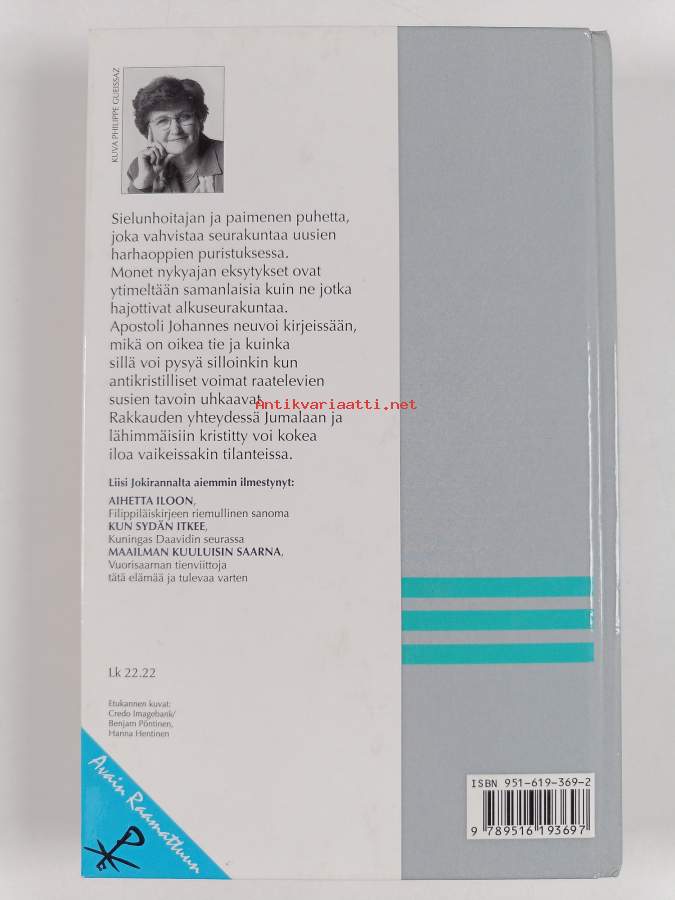 KUVA PHILIPPE GUEISSAZ
Sielunhoitajan ja paimenen puhetta,
joka vahvistaa seurakuntaa uusien
harhaoppien puristuksessa.
Monet nykyajan eksytykset ovat
ytimeltään samanlaisia kuin ne jotka
hajottivat alkuseurakuntaa.
Apostoli Johannes neuvoi kirjeissään,
mikä on oikea tie ja kuinka
sillä voi pysyä silloinkin kun
antikristilliset voimat raatelevien
susien tavoin uhkaavat.
Antikvariaatti.net
Rakkauden yhteydessä Jumalaan ja
lähimmäisiin kristitty voi kokea
iloa vaikeissakin tilanteissa.
Liisi Jokirannalta aiemmin ilmestynyt:
AIHETTA ILOON,
Filippiläiskirjeen riemullinen sanoma
KUN SYDÄN ITKEE,
Kuningas Daavidin seurassa
MAAILMAN KUULUISIN SAARNA,
Vuorisaarnan tienviittoja
tätä elämää ja tulevaa varten
Lk 22.22
Etukannen kuvat:
Credo Imagebank/
Benjam Pöntinen,
Hanna Hentinen
Avain Raamattuun
ISBN 951-619-369-2
9 789516 193697